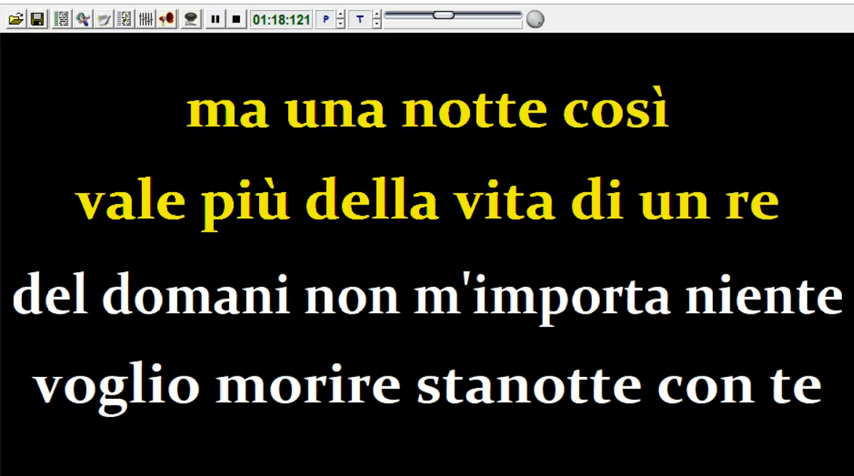 01:18:121 P T
ma una notte così
vale più della vita di un re
del domani non m'importa niente
voglio morire stanotte con te